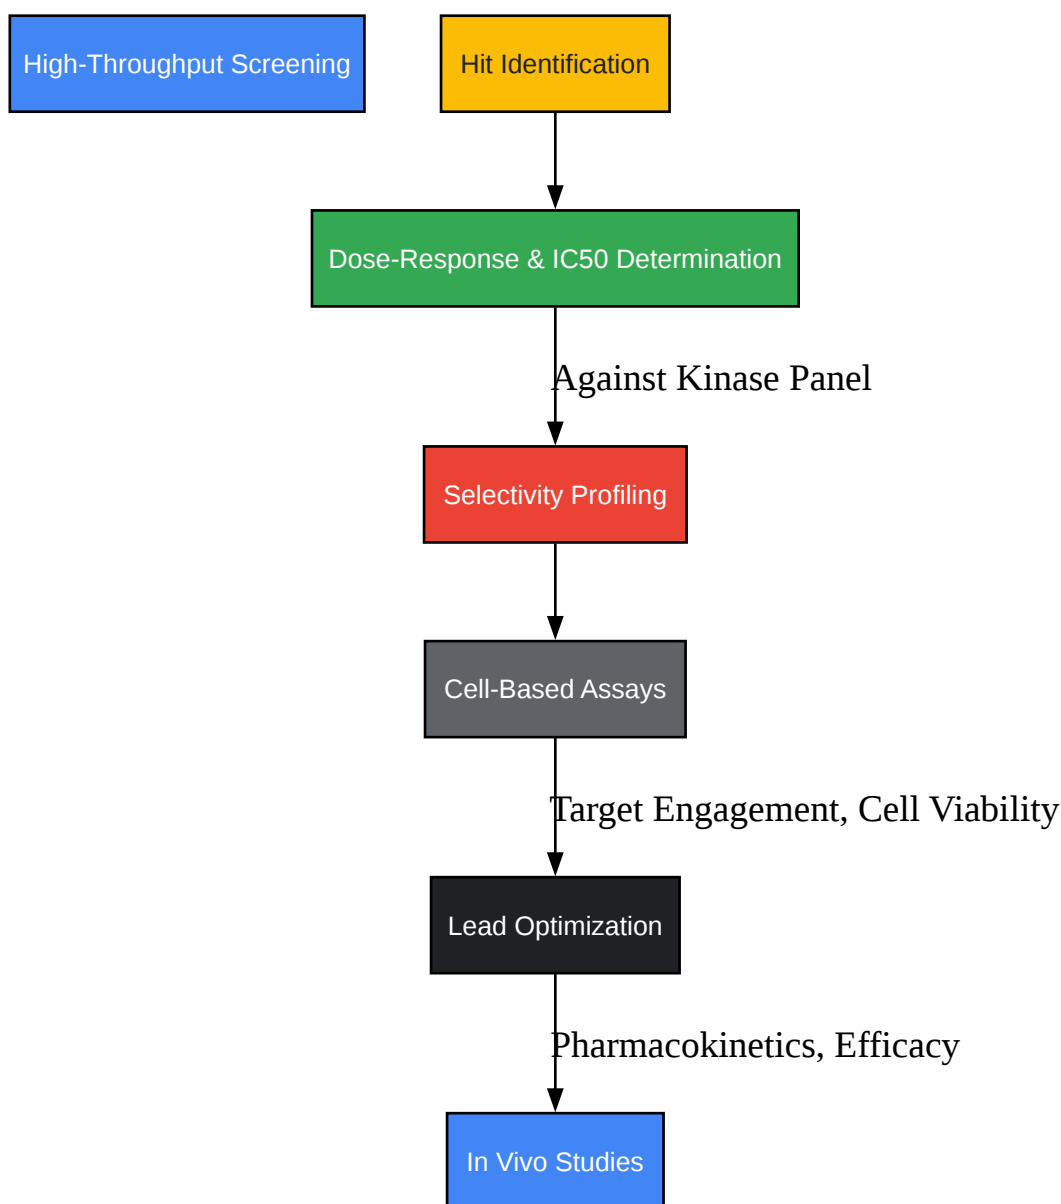 High-Throughput Screening
Hit Identification
Dose-Response & IC50 Determination
Against Kinase Panel
Selectivity Profiling
Cell-Based Assays
Target Engagement, Cell Viability
Lead Optimization
Pharmacokinetics, Efficacy
In Vivo Studies